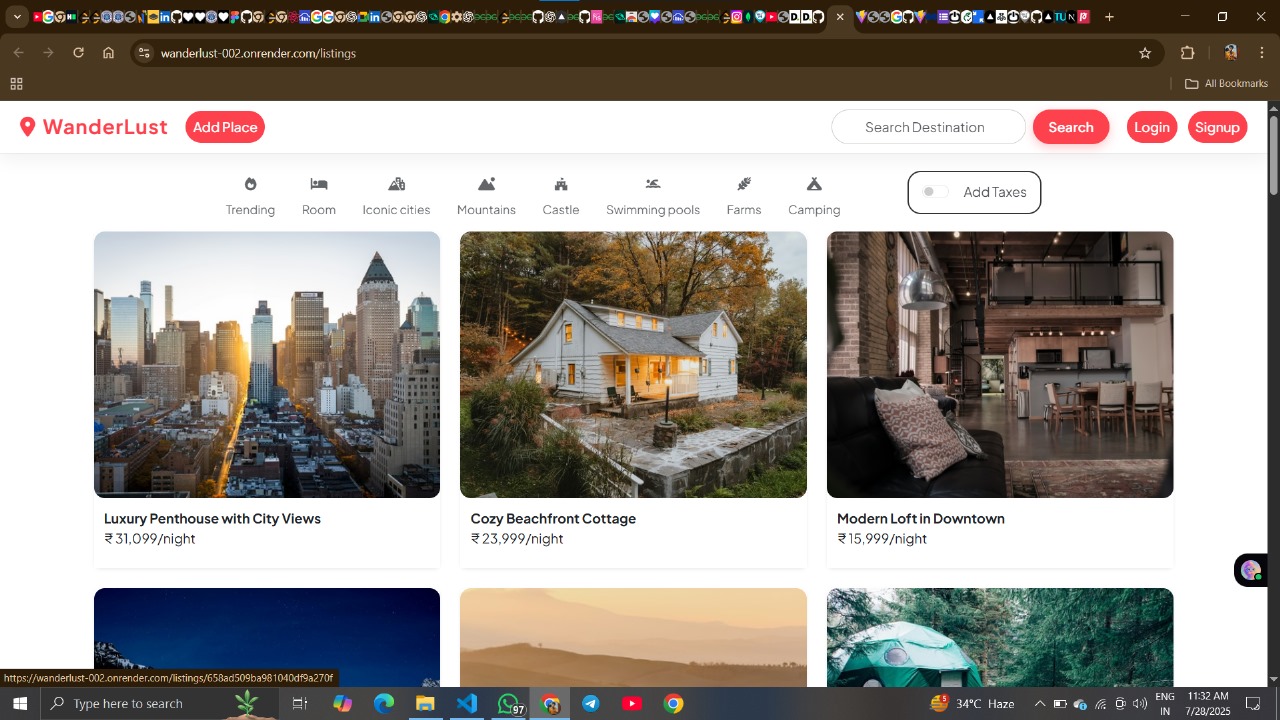 wanderlust-002.onrender.com/listings
All Bookmarks
WanderLust
Add Place
Search Destination
Search
Login
Signup
Trending
Room
Iconic cities
Mountains
Castle
Swimming pools
Farms
Camping
Add Taxes
Luxury Penthouse with City Views
₹ 31,099/night
Cozy Beachfront Cottage
₹ 23,999/night
Modern Loft in Downtown
₹ 15,999/night
https://wanderlust-002.onrender.com/listings/658ad509ba981040df9a270f
Type here to search
97
5
34°C Haze
ENG
IN
11:32 AM
7/28/2025